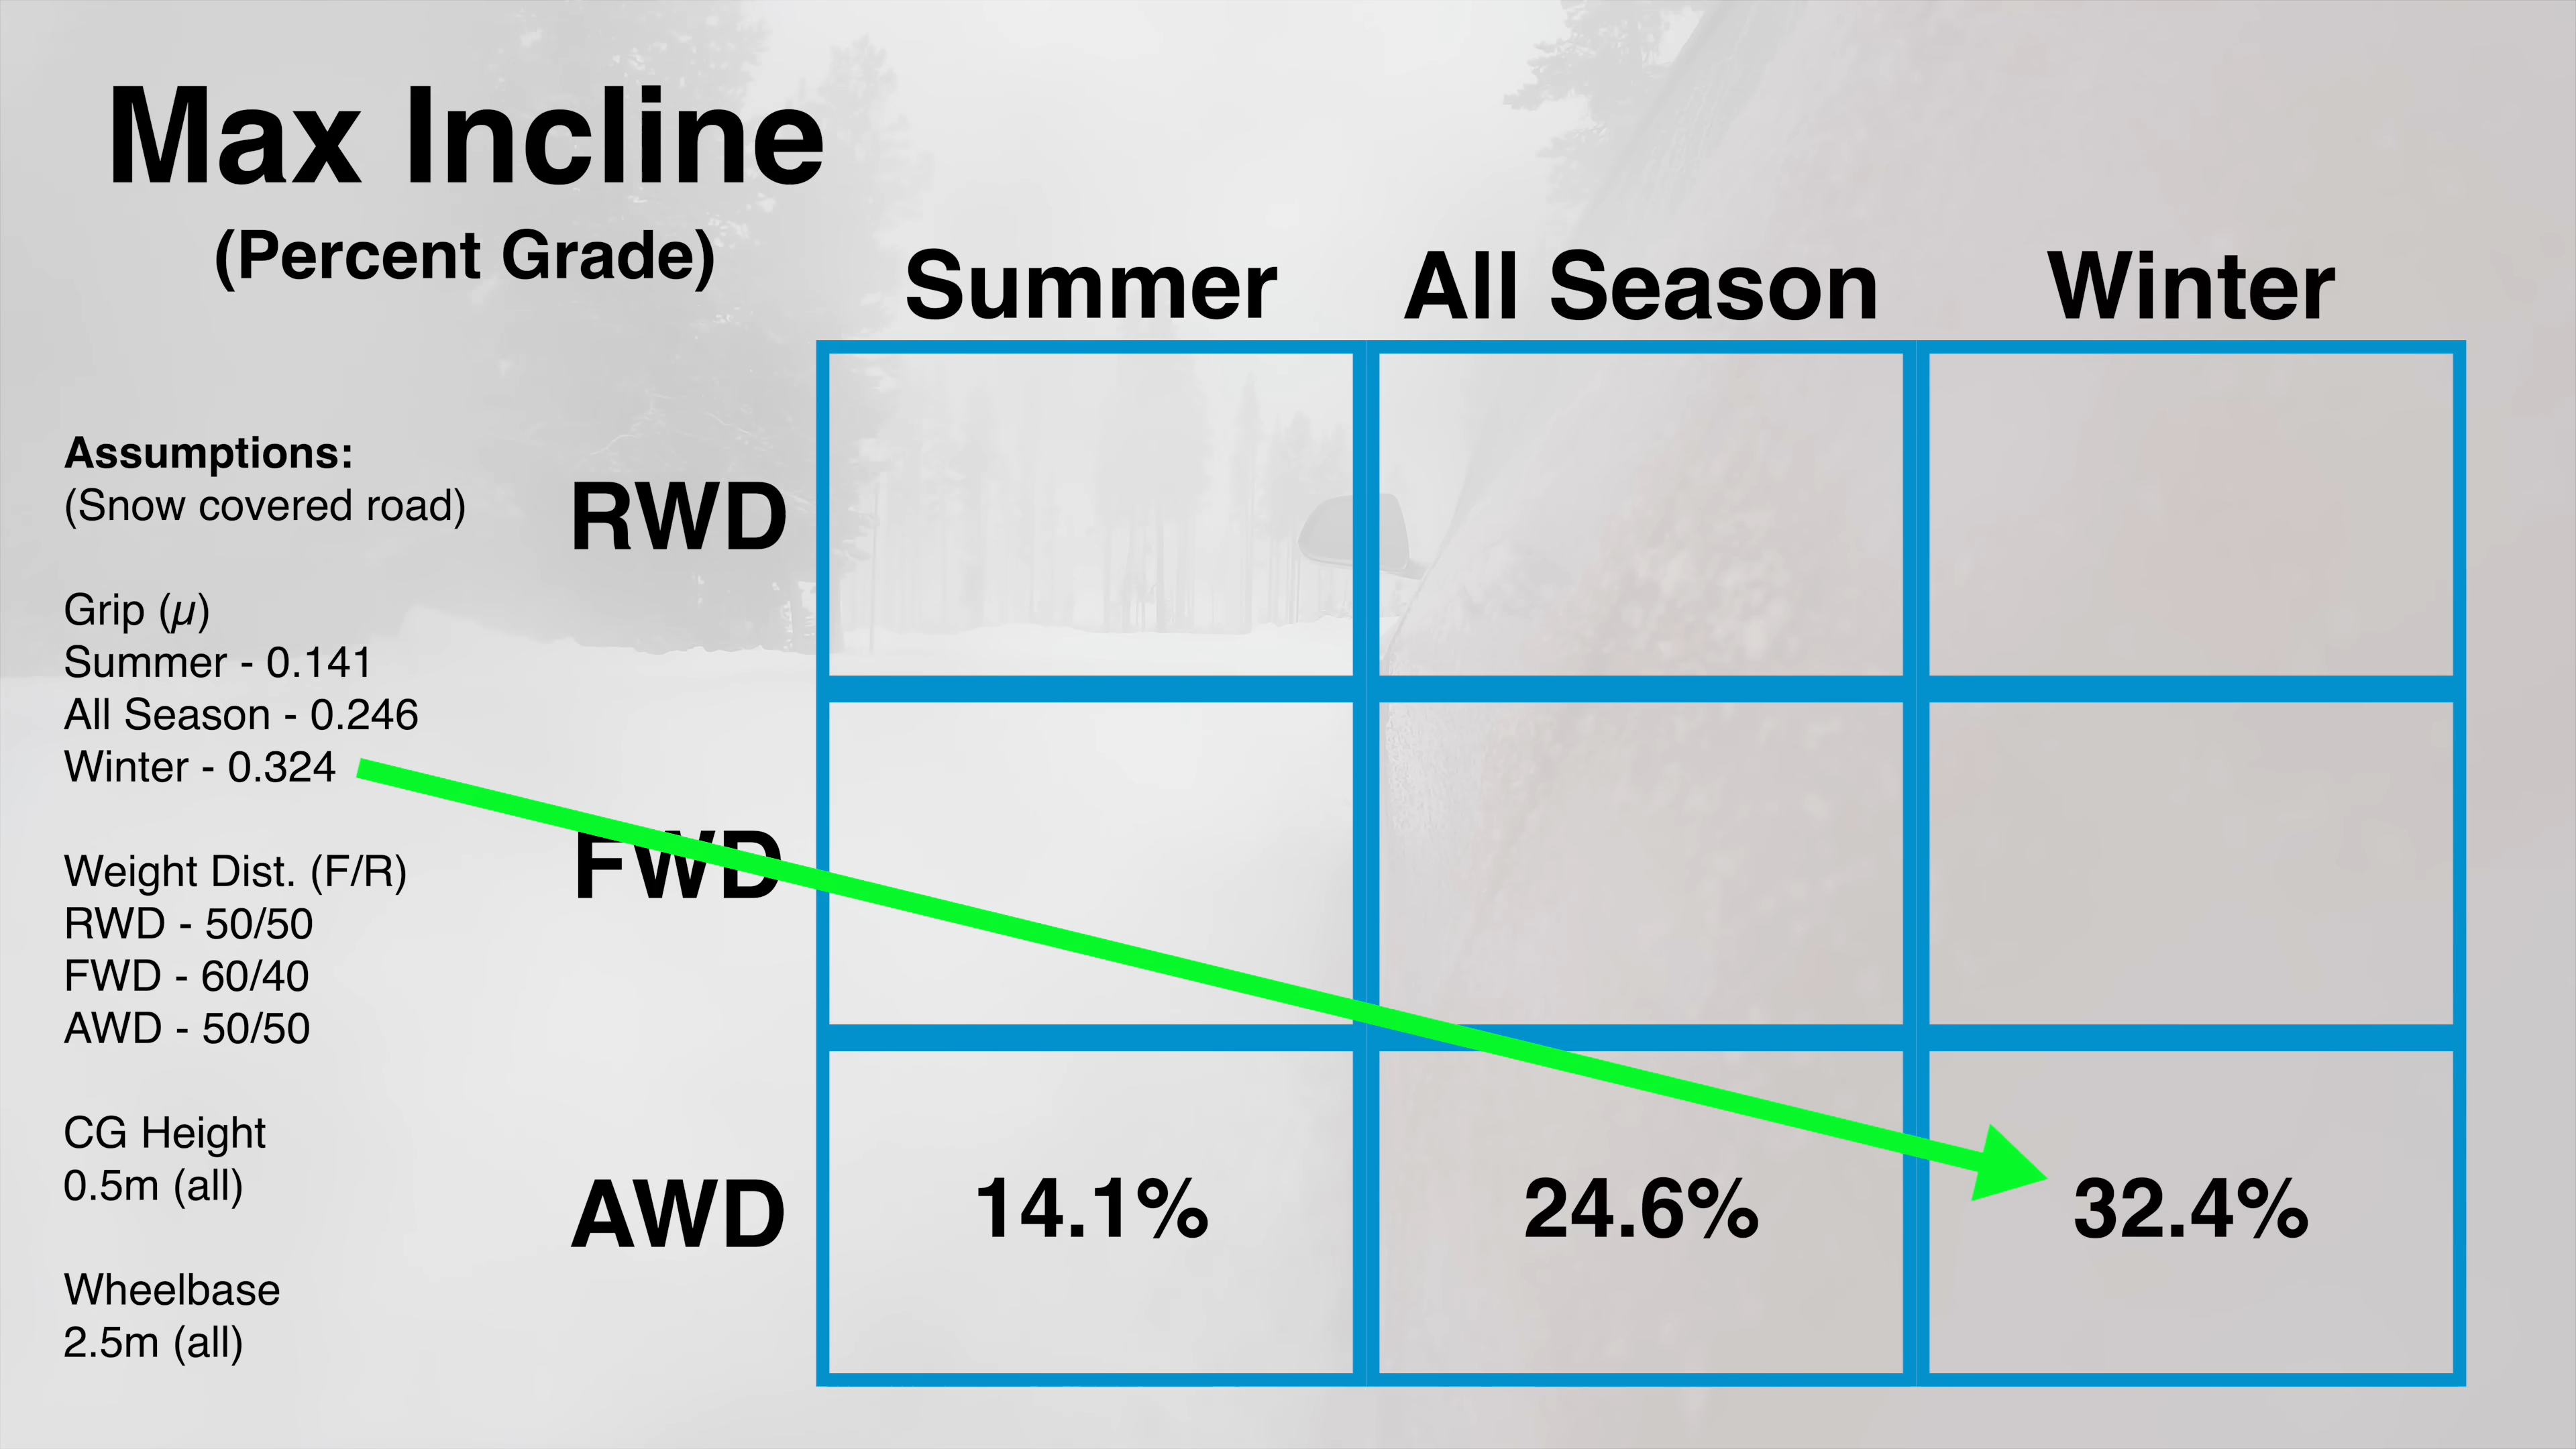 Max Incline
(Percent Grade)
Summer
All Season
Winter
Assumptions:
(Snow covered road)
Grip (μ)
Summer - 0.141
All Season - 0.246
Winter - 0.324
Weight Dist. (F/R)
RWD - 50/50
FWD - 60/40
AWD - 50/50
CG Height
0.5m (all)
Wheelbase
2.5m (all)
RWD
FWD
AWD
14.1%
24.6%
32.4%